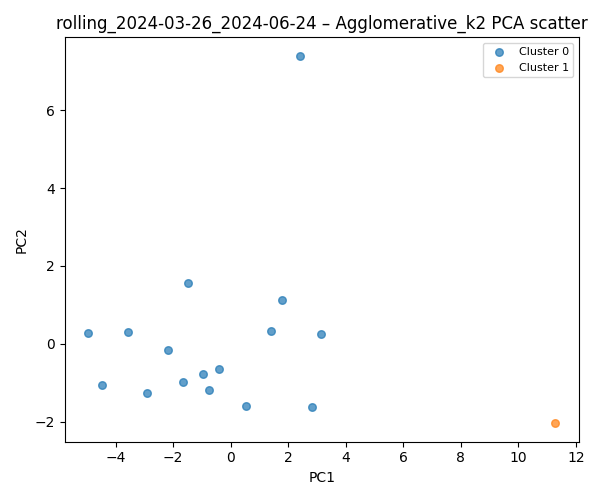 rolling_2024-03-26_2024-06-24 – Agglomerative_k2 PCA scatter
Cluster 0
Cluster 1
PC2
6
4
2
0
−2
−4 −2 0 2 4 6 8 10 12
PC1